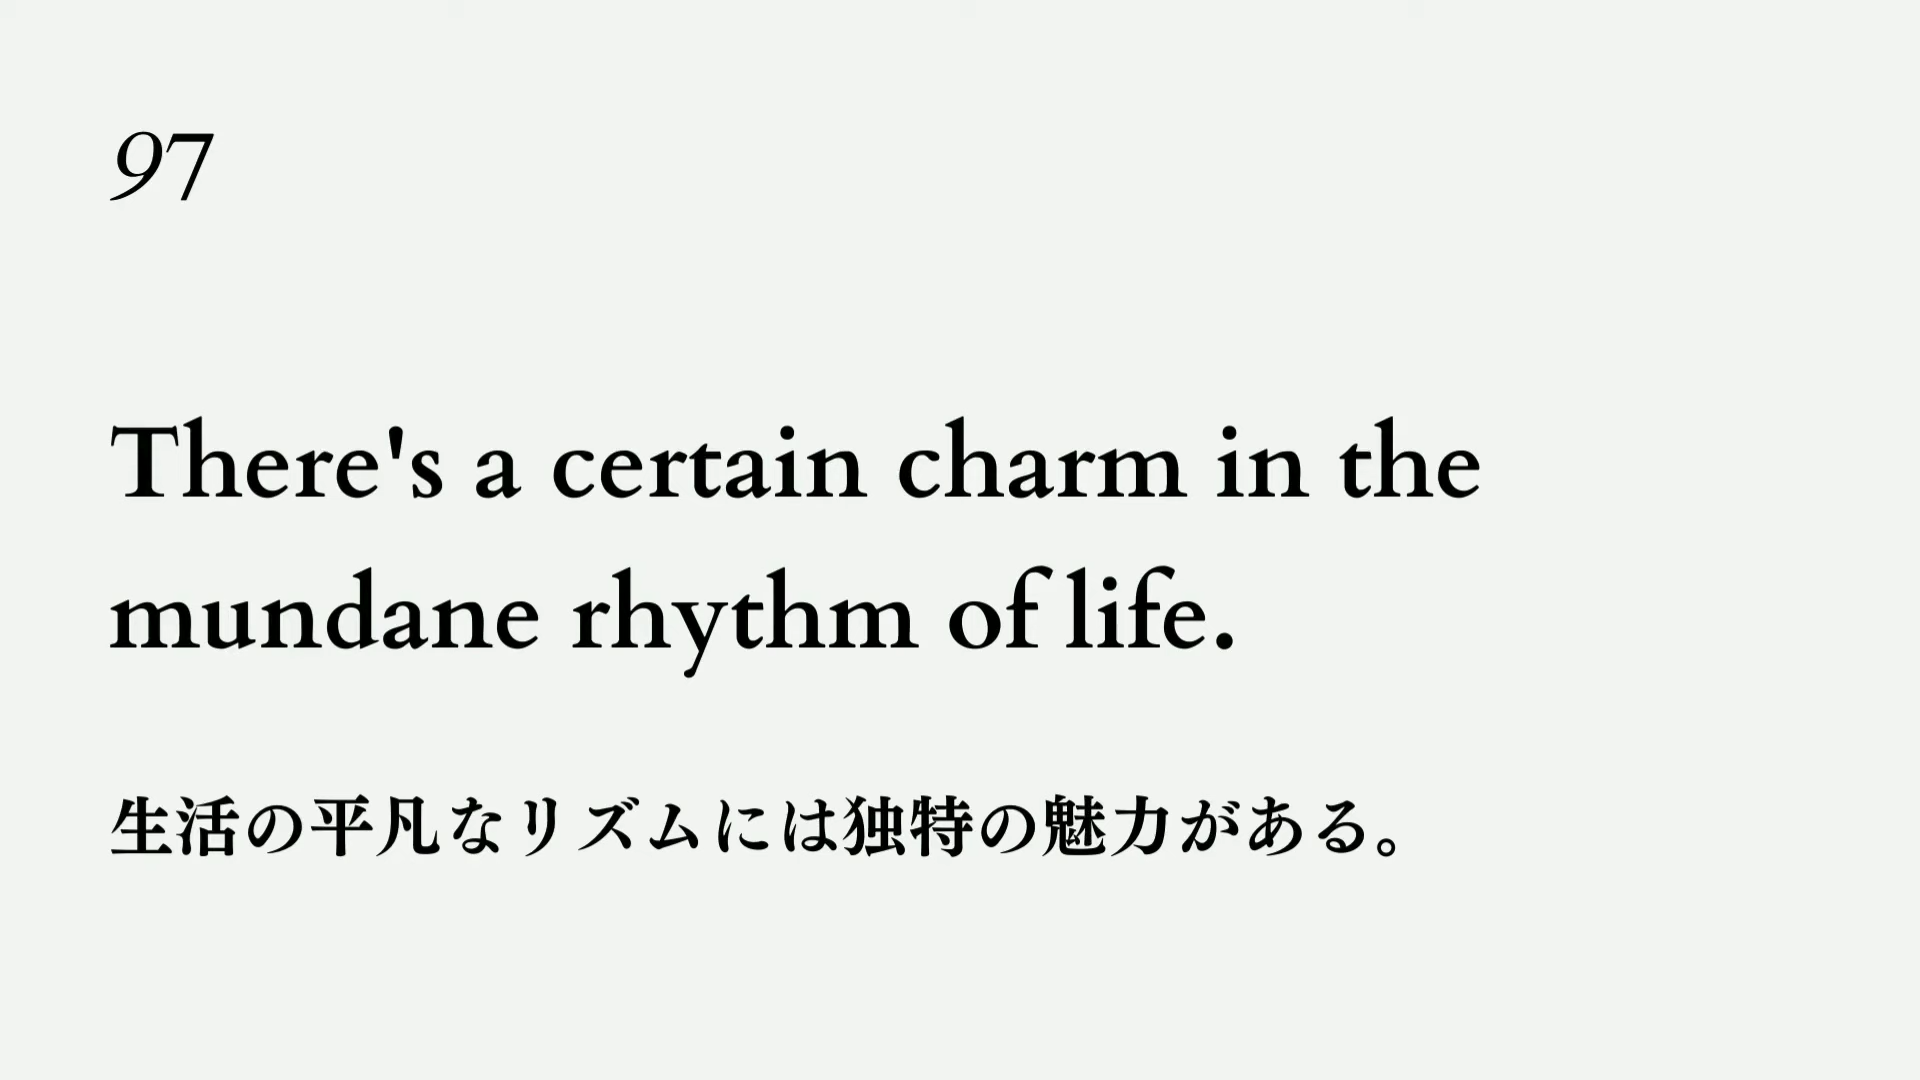 97
There's a certain charm in the
mundane rhythm of life.
生活の平凡なリズムには独特の魅力がある。